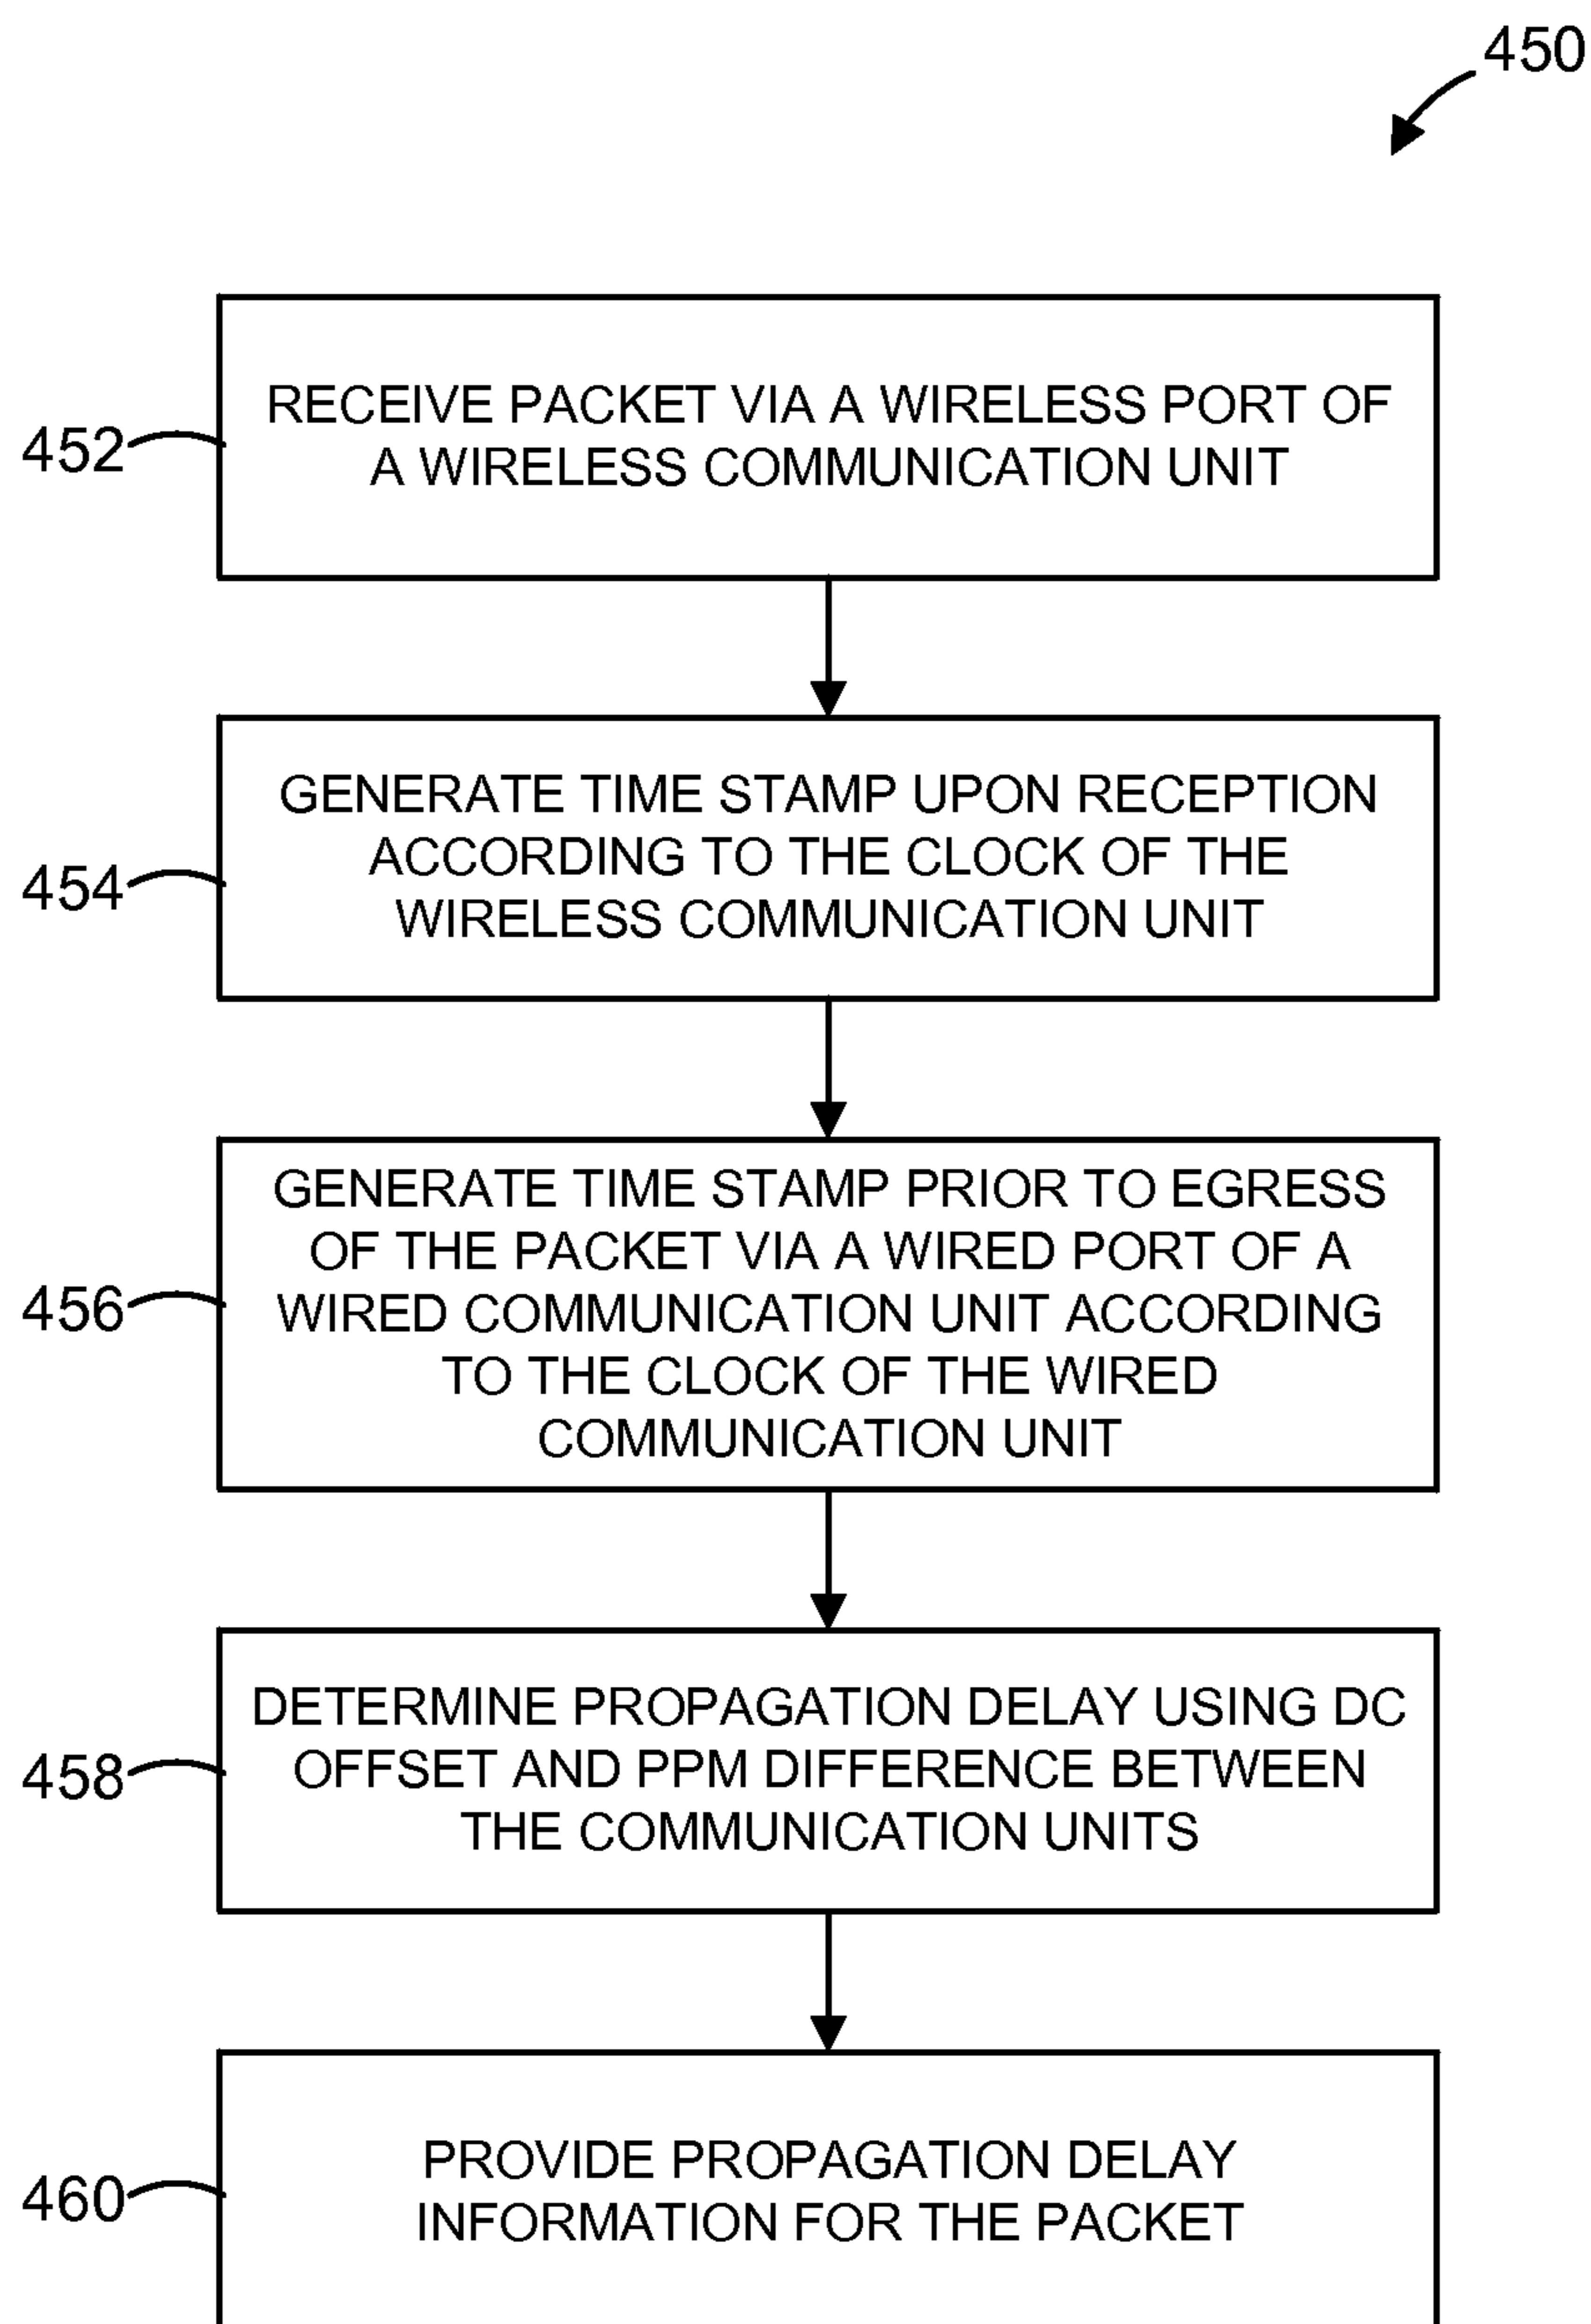 450
452
RECEIVE PACKET VIA A WIRELESS PORT OF
A WIRELESS COMMUNICATION UNIT
454
GENERATE TIME STAMP UPON RECEPTION
ACCORDING TO THE CLOCK OF THE
WIRELESS COMMUNICATION UNIT
456
GENERATE TIME STAMP PRIOR TO EGRESS
OF THE PACKET VIA A WIRED PORT OF A
WIRED COMMUNICATION UNIT ACCORDING
TO THE CLOCK OF THE WIRED
COMMUNICATION UNIT
458
DETERMINE PROPAGATION DELAY USING DC
OFFSET AND PPM DIFFERENCE BETWEEN
THE COMMUNICATION UNITS
460
PROVIDE PROPAGATION DELAY
INFORMATION FOR THE PACKET